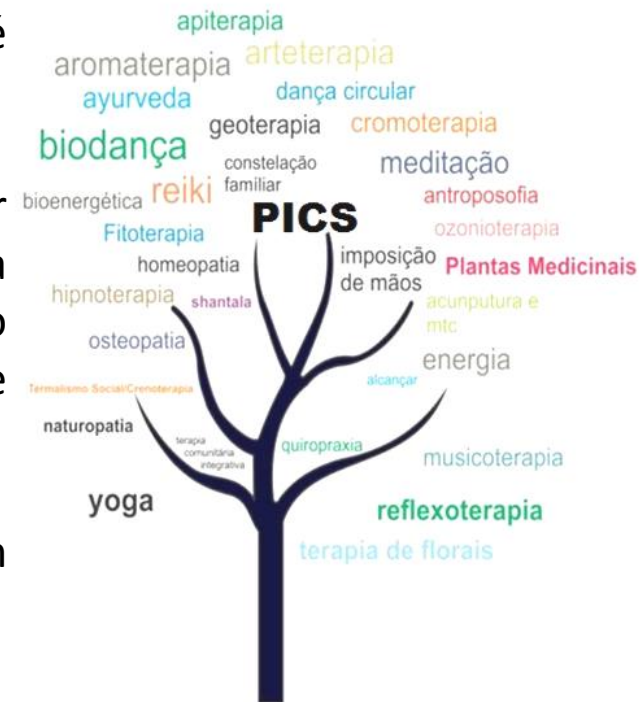 é
apiterapia
arteterapia
aromaterapia
ayurveda
dança circular
geoterapia
cromoterapia
biodança
constelação
familiar
meditação
r
bioenergética
reiki
antroposofia
PICS
Fitoterapia
ozonioterapia
a
homeopatia
imposição
de mãos
Plantas Medicinais
hipnoterapia
shantala
acunputura e
mtc
o
osteopatia
energia
e
Termalismo Social/Crenoterapia
alcançar
naturopatia
terapia
comunitária
integrativa
quiropraxia
musicoterapia
yoga
reflexoterapia
terapia de florais